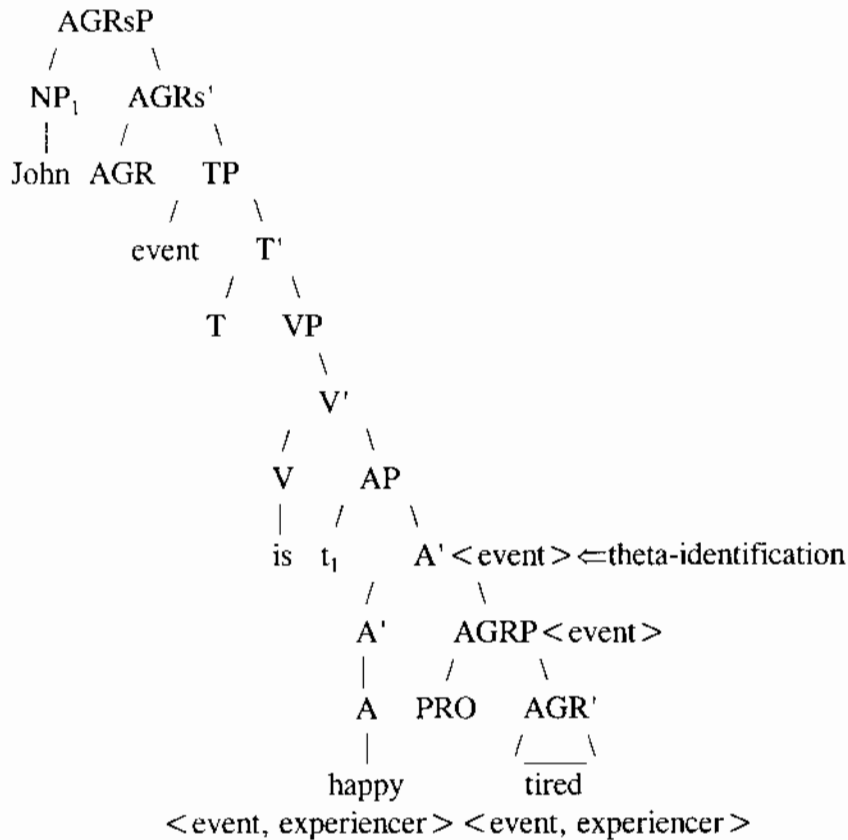 AGRsP
NP₁ AGRs'
John AGR TP
event T'
T VP
V'
V AP
is t₁ A' <event> ⇐theta-identification
A' AGRP<event>
A PRO AGR'
happy tired
<event, experiencer> <event, experiencer>